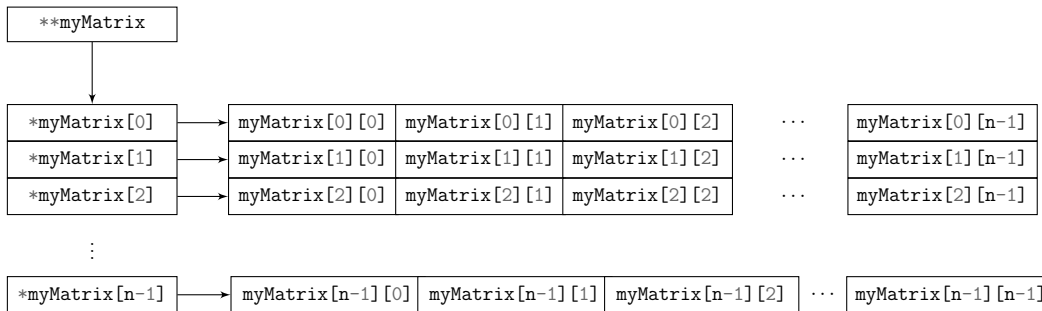 **myMatrix
*myMatrix[0] myMatrix[0][0] myMatrix[0][1] myMatrix[0][2] ··· myMatrix[0][n-1]
*myMatrix[1] myMatrix[1][0] myMatrix[1][1] myMatrix[1][2] ··· myMatrix[1][n-1]
*myMatrix[2] myMatrix[2][0] myMatrix[2][1] myMatrix[2][2] ··· myMatrix[2][n-1]
⋮
*myMatrix[n-1] myMatrix[n-1][0] myMatrix[n-1][1] myMatrix[n-1][2] ··· myMatrix[n-1][n-1]